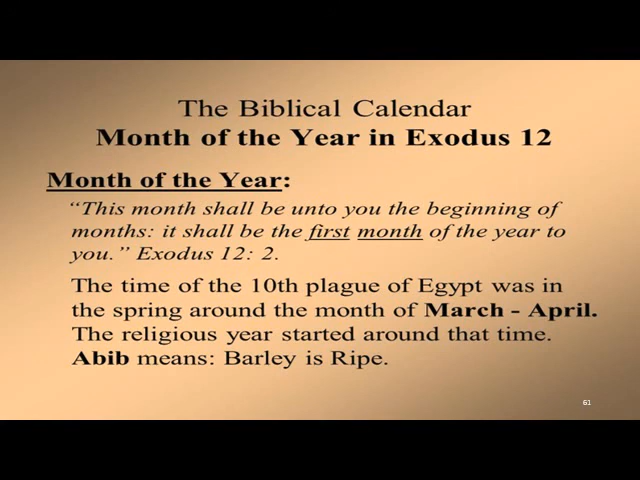 The Biblical Calendar
Month of the Year in Exodus 12
Month of the Year:
“This month shall be unto you the beginning of
months: it shall be the first month of the year to
you.” Exodus 12: 2.
The time of the 10th plague of Egypt was in
the spring around the month of March - April.
The religious year started around that time.
Abib means: Barley is Ripe.
61